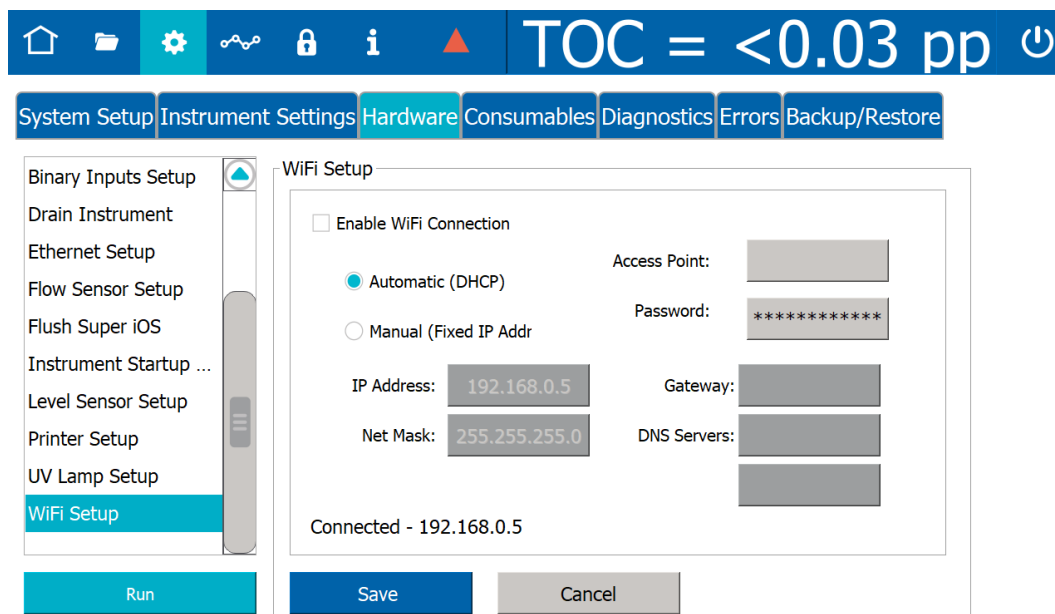 TOC = <0.03 pp
System Setup Instrument Settings Hardware Consumables Diagnostics Errors Backup/Restore
Binary Inputs Setup
Drain Instrument
Ethernet Setup
Flow Sensor Setup
Flush Super iOS
Instrument Startup ...
Level Sensor Setup
Printer Setup
UV Lamp Setup
WiFi Setup
Run
WiFi Setup
Enable WiFi Connection
Automatic (DHCP)
Manual (Fixed IP Addr
Access Point:
Password: ************
IP Address: 192.168.0.5
Net Mask: 255.255.255.0
Gateway:
DNS Servers:
Connected - 192.168.0.5
Save Cancel